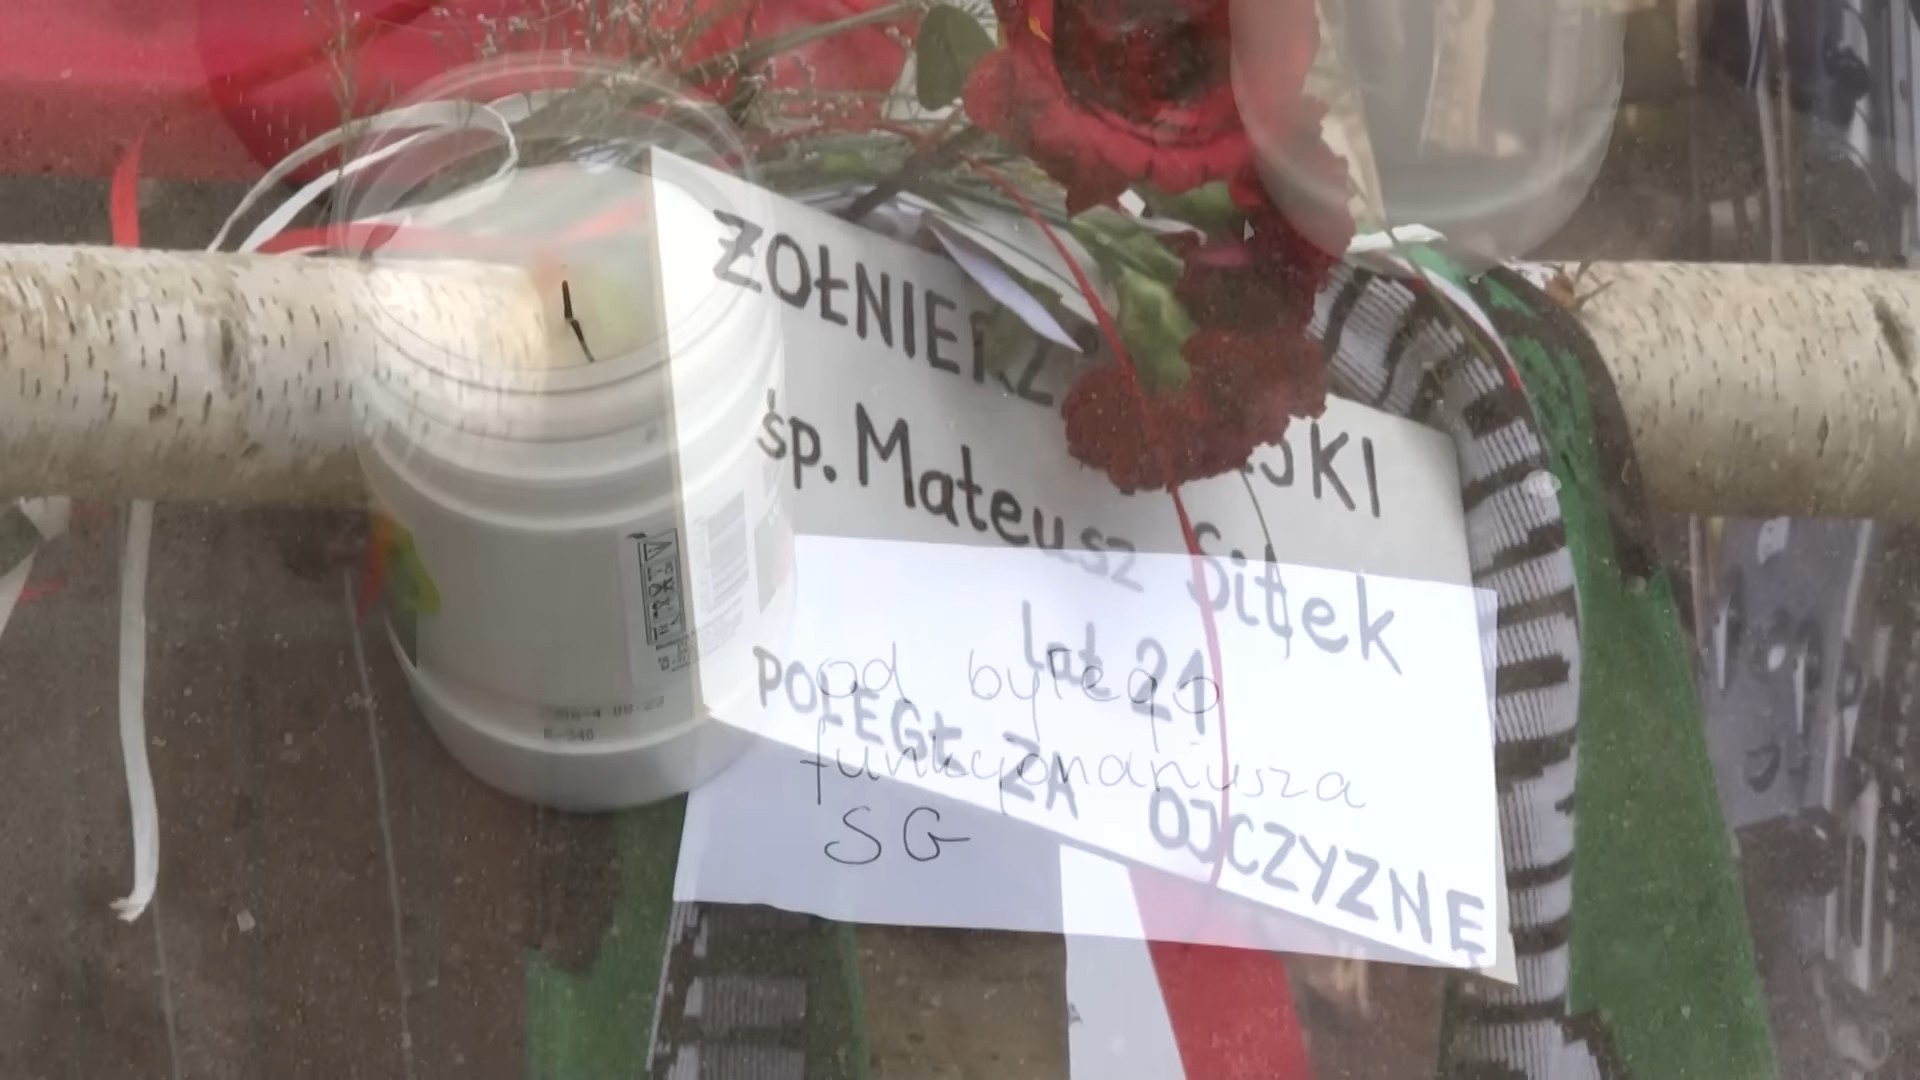 ŻOŁNIERZ
śp. Mateusz Sitek
lat 21
POLEGŁ ZA OJCZYZNĘ
od byłego
funkcjonariusza
SG